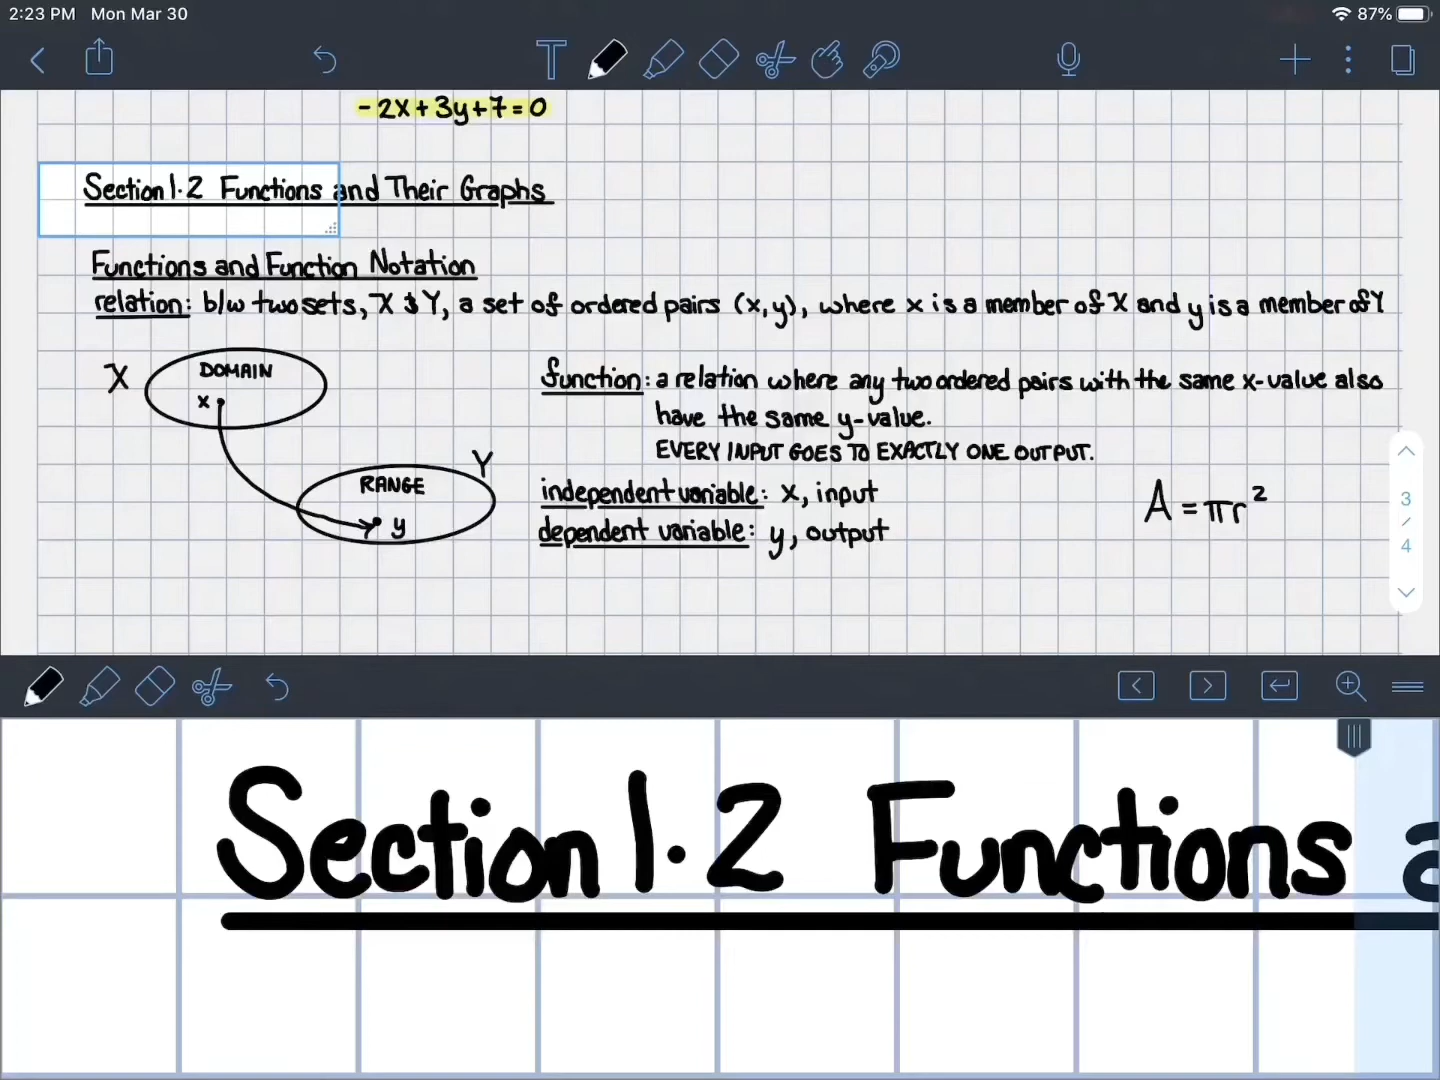 2:23 PM Mon Mar 30
87%
T
-2x+3y+7=0
Section 1.2 Functions and Their Graphs
Functions and Function Notation
relation: b/w two sets, X & Y, a set of ordered pairs (x,y), where x is a member of X and y is a member of Y
X
DOMAIN
x
Y
RANGE
y
function: a relation where any two ordered pairs with the same x-value also
have the same y-value.
EVERY INPUT GOES TO EXACTLY ONE OUTPUT.
independent variable: x, input
dependent variable: y, output
A = πr²
3
/
4
Section 1.2 Functions a